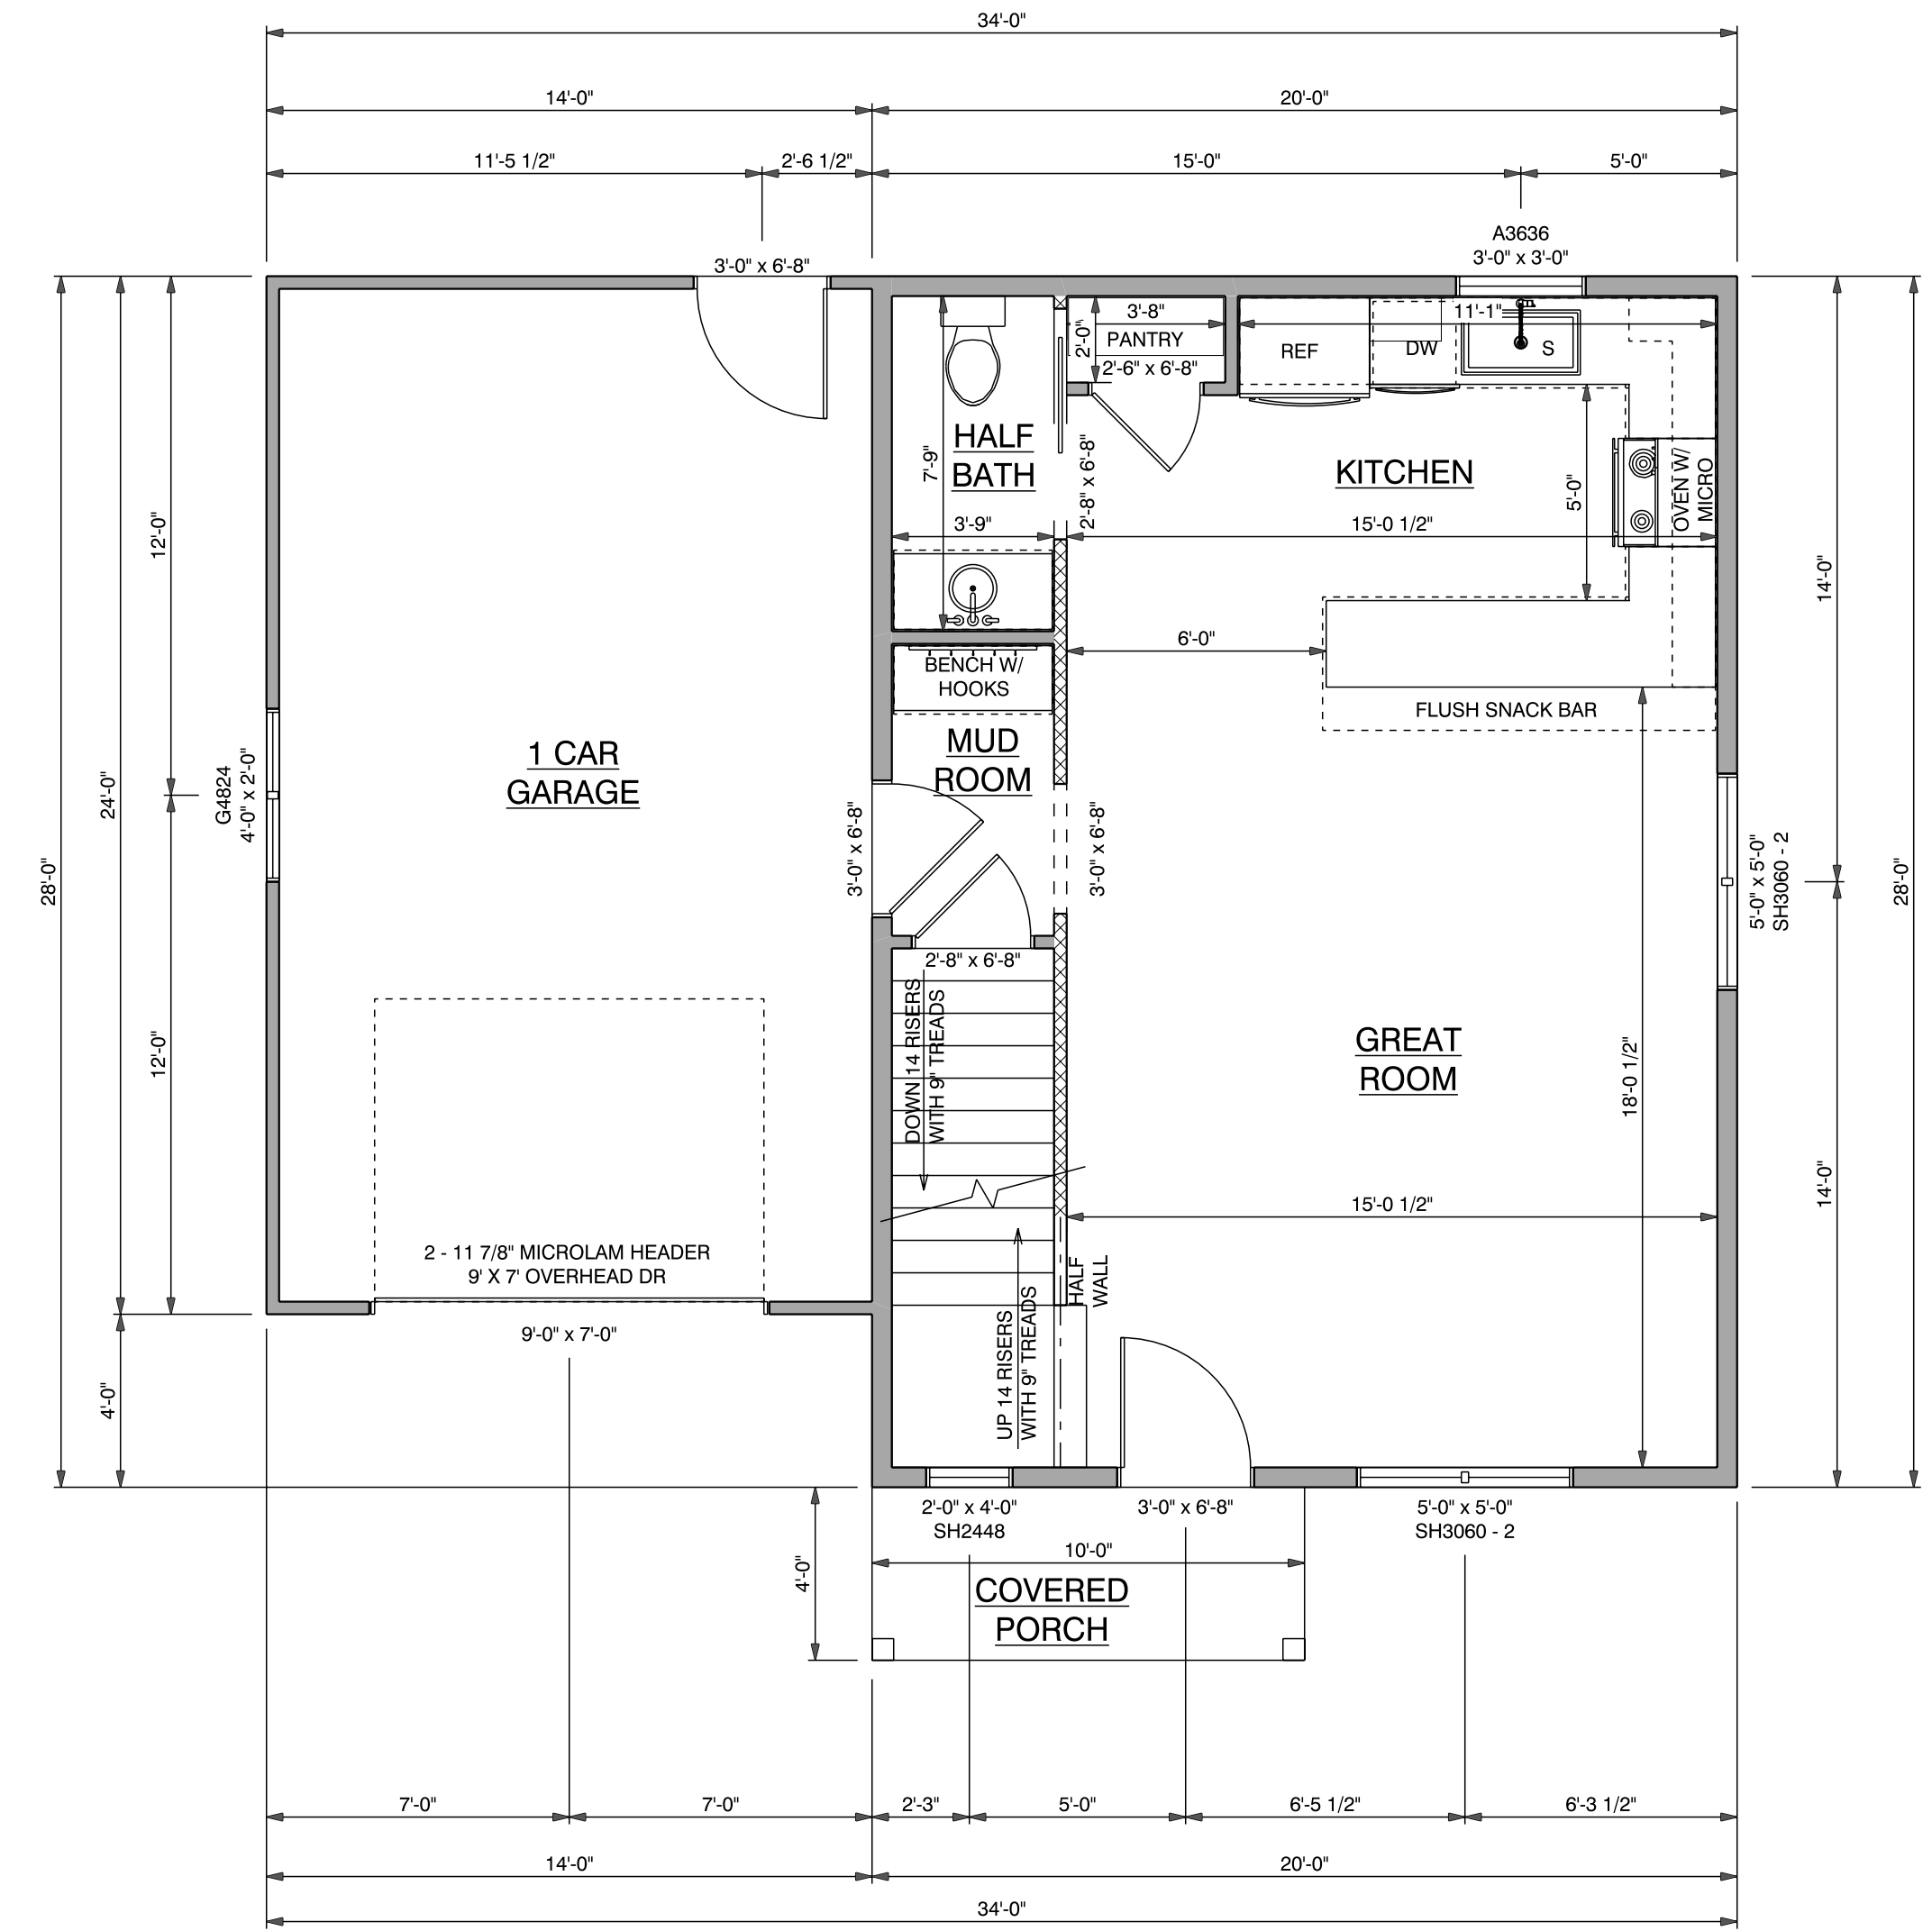 34'-0"
14'-0"
20'-0"
11'-5 1/2"
2'-6 1/2"
15'-0"
5'-0"
A3636
3'-0" x 3'-0"
3'-0" x 6'-8"
3'-8"
PANTRY
2'-0"
2'-6" x 6'-8"
11'-1"
REF
DW
S
HALF
BATH
7'-9"
2'-8" x 6'-8"
KITCHEN
5'-0"
OVEN W/
MICRO
3'-9"
15'-0 1/2"
12'-0"
14'-0"
6'-0"
BENCH W/
HOOKS
FLUSH SNACK BAR
MUD
ROOM
1 CAR
GARAGE
G4824
4'-0" x 2'-0"
24'-0"
28'-0"
3'-0" x 6'-8"
3'-0" x 6'-8"
5'-0" x 5'-0"
SH3060 - 2
28'-0"
2'-8" x 6'-8"
DOWN 14 RISERS
WITH 9" TREADS
12'-0"
GREAT
ROOM
18'-0 1/2"
14'-0"
15'-0 1/2"
2 - 11 7/8" MICROLAM HEADER
9' X 7' OVERHEAD DR
HALF
WALL
9'-0" x 7'-0"
UP 14 RISERS
WITH 9" TREADS
4'-0"
2'-0" x 4'-0"
SH2448
3'-0" x 6'-8"
5'-0" x 5'-0"
SH3060 - 2
10'-0"
4'-0"
COVERED
PORCH
7'-0"
7'-0"
2'-3"
5'-0"
6'-5 1/2"
6'-3 1/2"
14'-0"
20'-0"
34'-0"